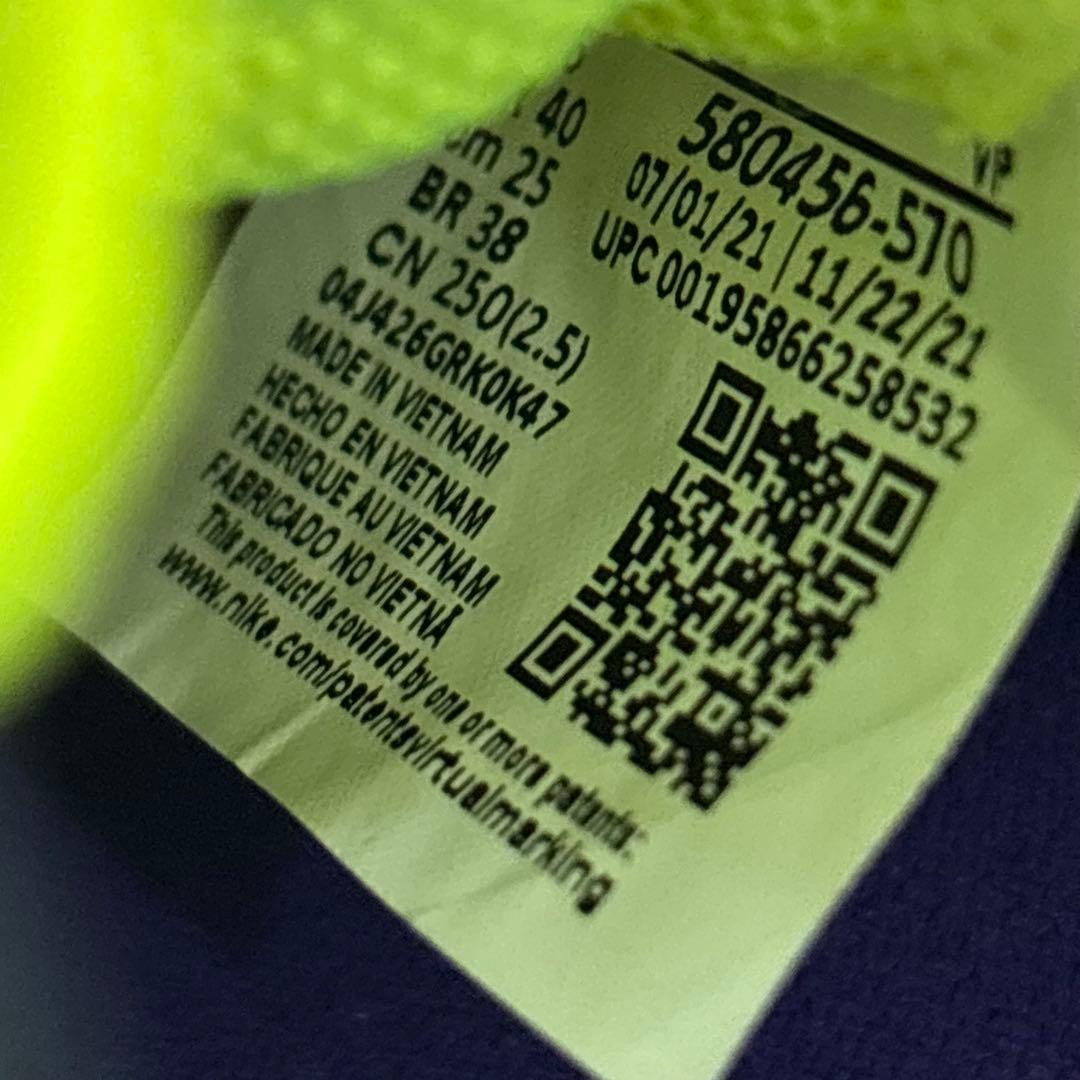 40
cm 25
BR 38
CN 250(2.5)
04J426GRK0K47
MADE IN VIETNAM
HECHO EN VIETNAM
FABRIQUE AU VIETNAM
FABRICADO NO VIETNÃ
This product is covered by one or more patents:
www.nike.com/patentsvirtualmarking
VP
580456-570
07/01/21 | 11/22/21
UPC 00195866258532